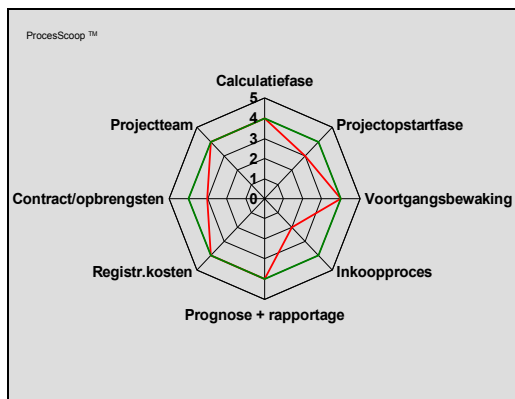 ProcesScoop ™
Calculatiefase
5
4
3
2
1
0
Projectteam
Projectopstartfase
Contract/opbrengsten
Voortgangsbewaking
Registr.kosten
Inkoopproces
Prognose + rapportage